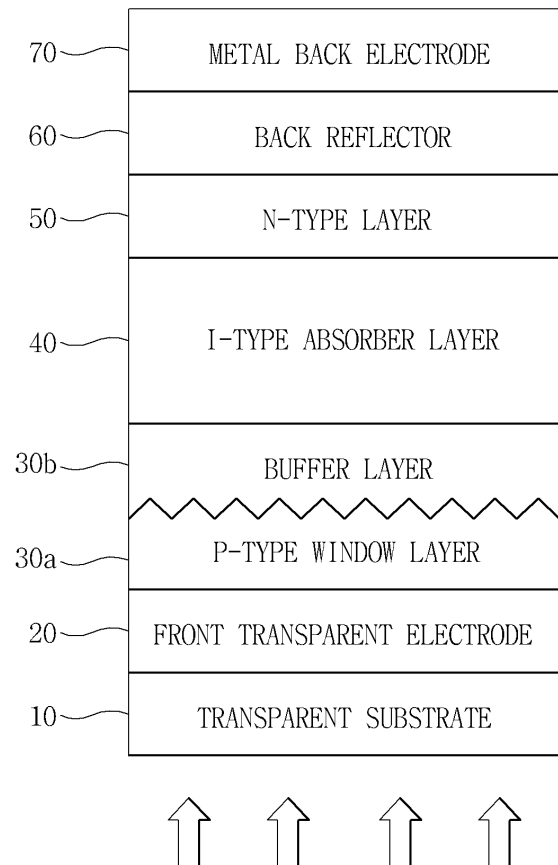 70 METAL BACK ELECTRODE
60 BACK REFLECTOR
50 N-TYPE LAYER
40 I-TYPE ABSORBER LAYER
30b BUFFER LAYER
30a P-TYPE WINDOW LAYER
20 FRONT TRANSPARENT ELECTRODE
10 TRANSPARENT SUBSTRATE